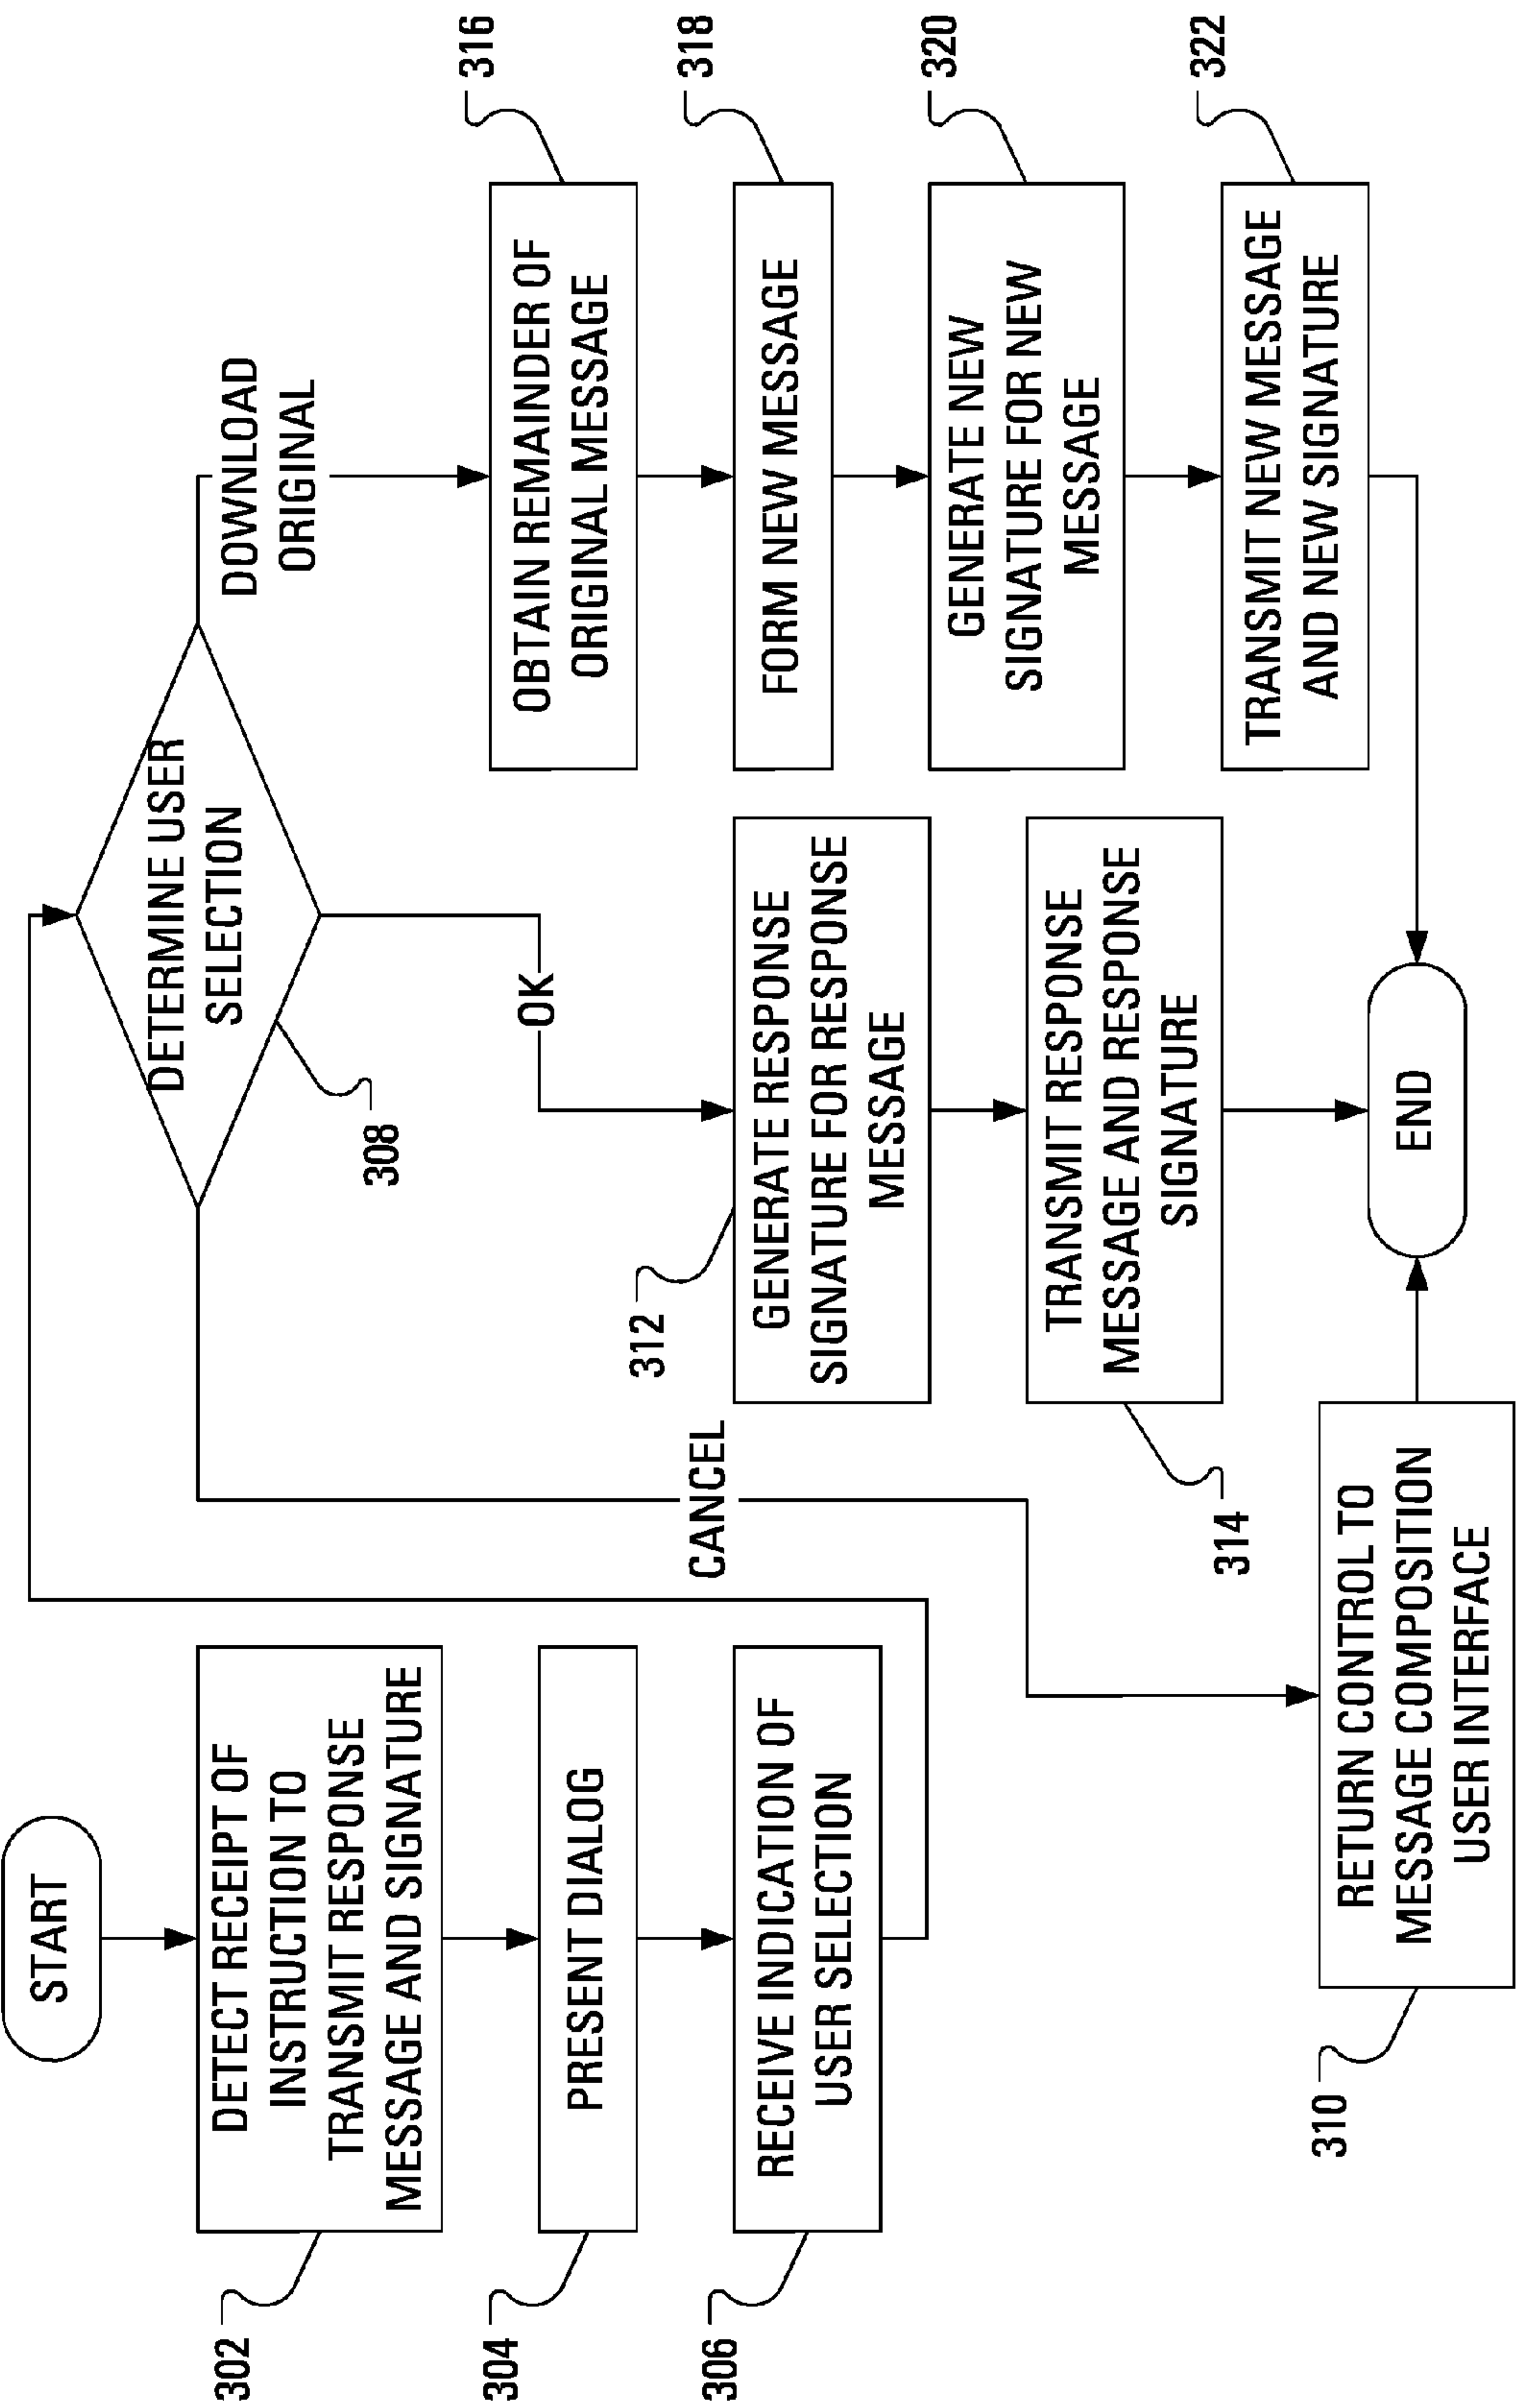 START
302
DETECT RECEIPT OF
INSTRUCTION TO
TRANSMIT RESPONSE
MESSAGE AND SIGNATURE
304
PRESENT DIALOG
306
RECEIVE INDICATION OF
USER SELECTION
DETERMINE USER
SELECTION
308
CANCEL
310
RETURN CONTROL TO
MESSAGE COMPOSITION
USER INTERFACE
OK
312
GENERATE RESPONSE
SIGNATURE FOR RESPONSE
MESSAGE
314
TRANSMIT RESPONSE
MESSAGE AND RESPONSE
SIGNATURE
DOWNLOAD
ORIGINAL
316
OBTAIN REMAINDER OF
ORIGINAL MESSAGE
318
FORM NEW MESSAGE
320
GENERATE NEW
SIGNATURE FOR NEW
MESSAGE
322
TRANSMIT NEW MESSAGE
AND NEW SIGNATURE
END